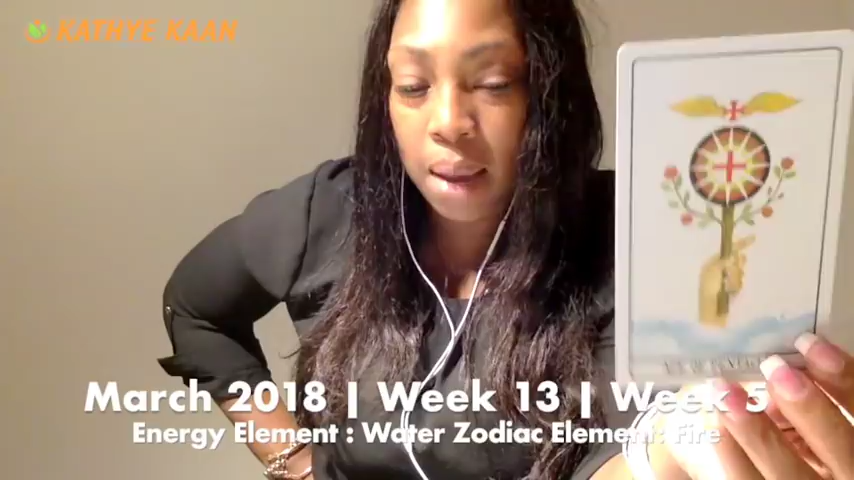 KATHYE KAAN
March 2018 | Week 13 | Week 5
Energy Element : Water Zodiac Element: Fire